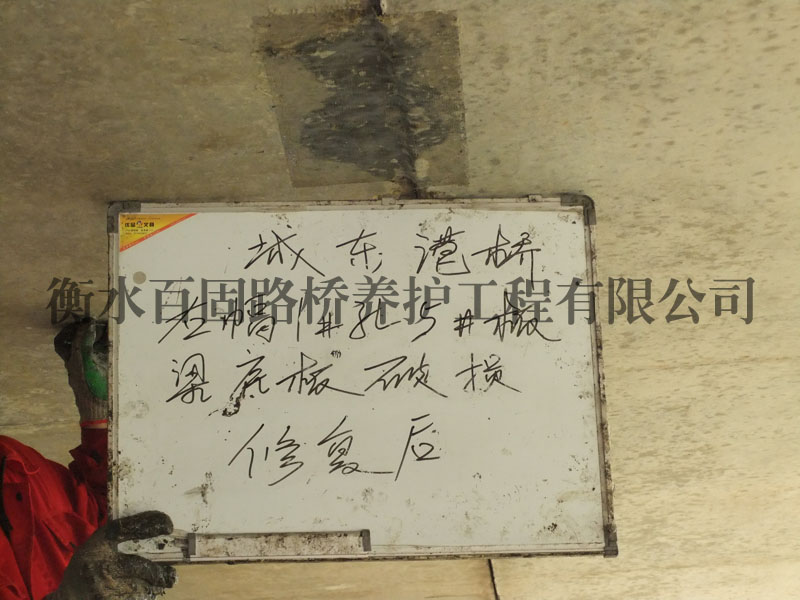 城东港桥
衡水百固路桥养护工程有限公司
左幅1#孔5#板
梁底板破损
修复后